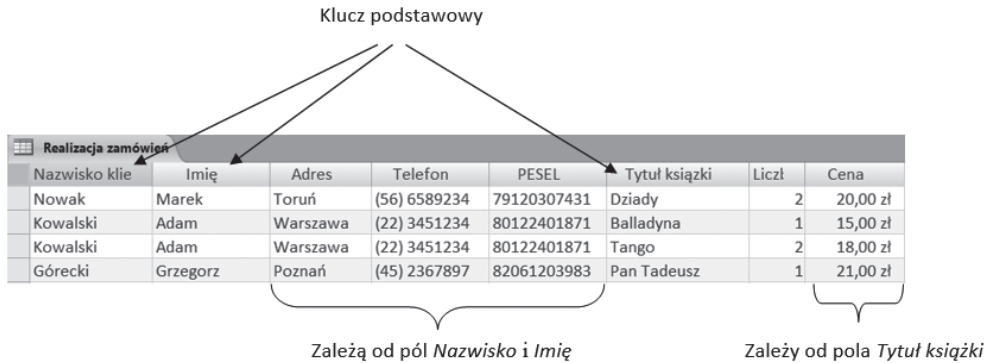 Klucz podstawowy
Realizacja zamówień
Nazwisko klie Imię Adres Telefon PESEL Tytuł ksiązki Liczł Cena
Nowak Marek Toruń (56) 6589234 79120307431 Dziady 2 20,00 zł
Kowalski Adam Warszawa (22) 3451234 80122401871 Balladyna 1 15,00 zł
Kowalski Adam Warszawa (22) 3451234 80122401871 Tango 2 18,00 zł
Górecki Grzegorz Poznań (45) 2367897 82061203983 Pan Tadeusz 1 21,00 zł
Zależą od pól Nazwisko i Imię Zależy od pola Tytuł książki